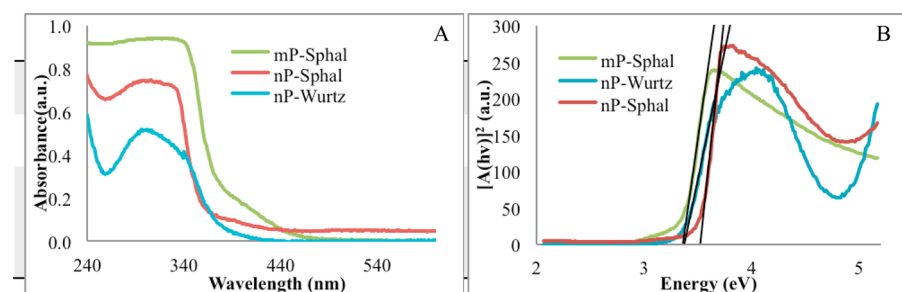 A
1.0
0.8
0.6
0.4
0.2
0.0
Absorbance(a.u.)
mP-Sphal
nP-Sphal
nP-Wurtz
240
340
440
540
Wavelength (nm)
B
300
250
200
150
100
50
0
[A(hν)]² (a.u.)
mP-Sphal
nP-Wurtz
nP-Sphal
2
3
4
5
Energy (eV)